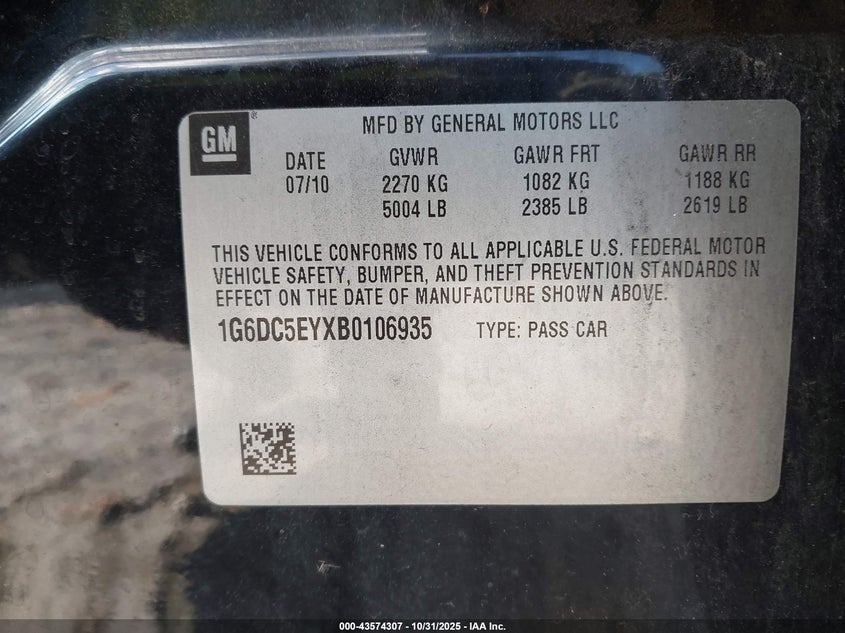 GM
MFD BY GENERAL MOTORS LLC
DATE GVWR GAWR FRT GAWR RR
07/10 2270 KG 1082 KG 1188 KG
5004 LB 2385 LB 2619 LB
THIS VEHICLE CONFORMS TO ALL APPLICABLE U.S. FEDERAL MOTOR
VEHICLE SAFETY, BUMPER, AND THEFT PREVENTION STANDARDS IN
EFFECT ON THE DATE OF MANUFACTURE SHOWN ABOVE.
1G6DC5EYXB0106935 TYPE: PASS CAR
000-43574307 - 10/31/2025 - IAA Inc.